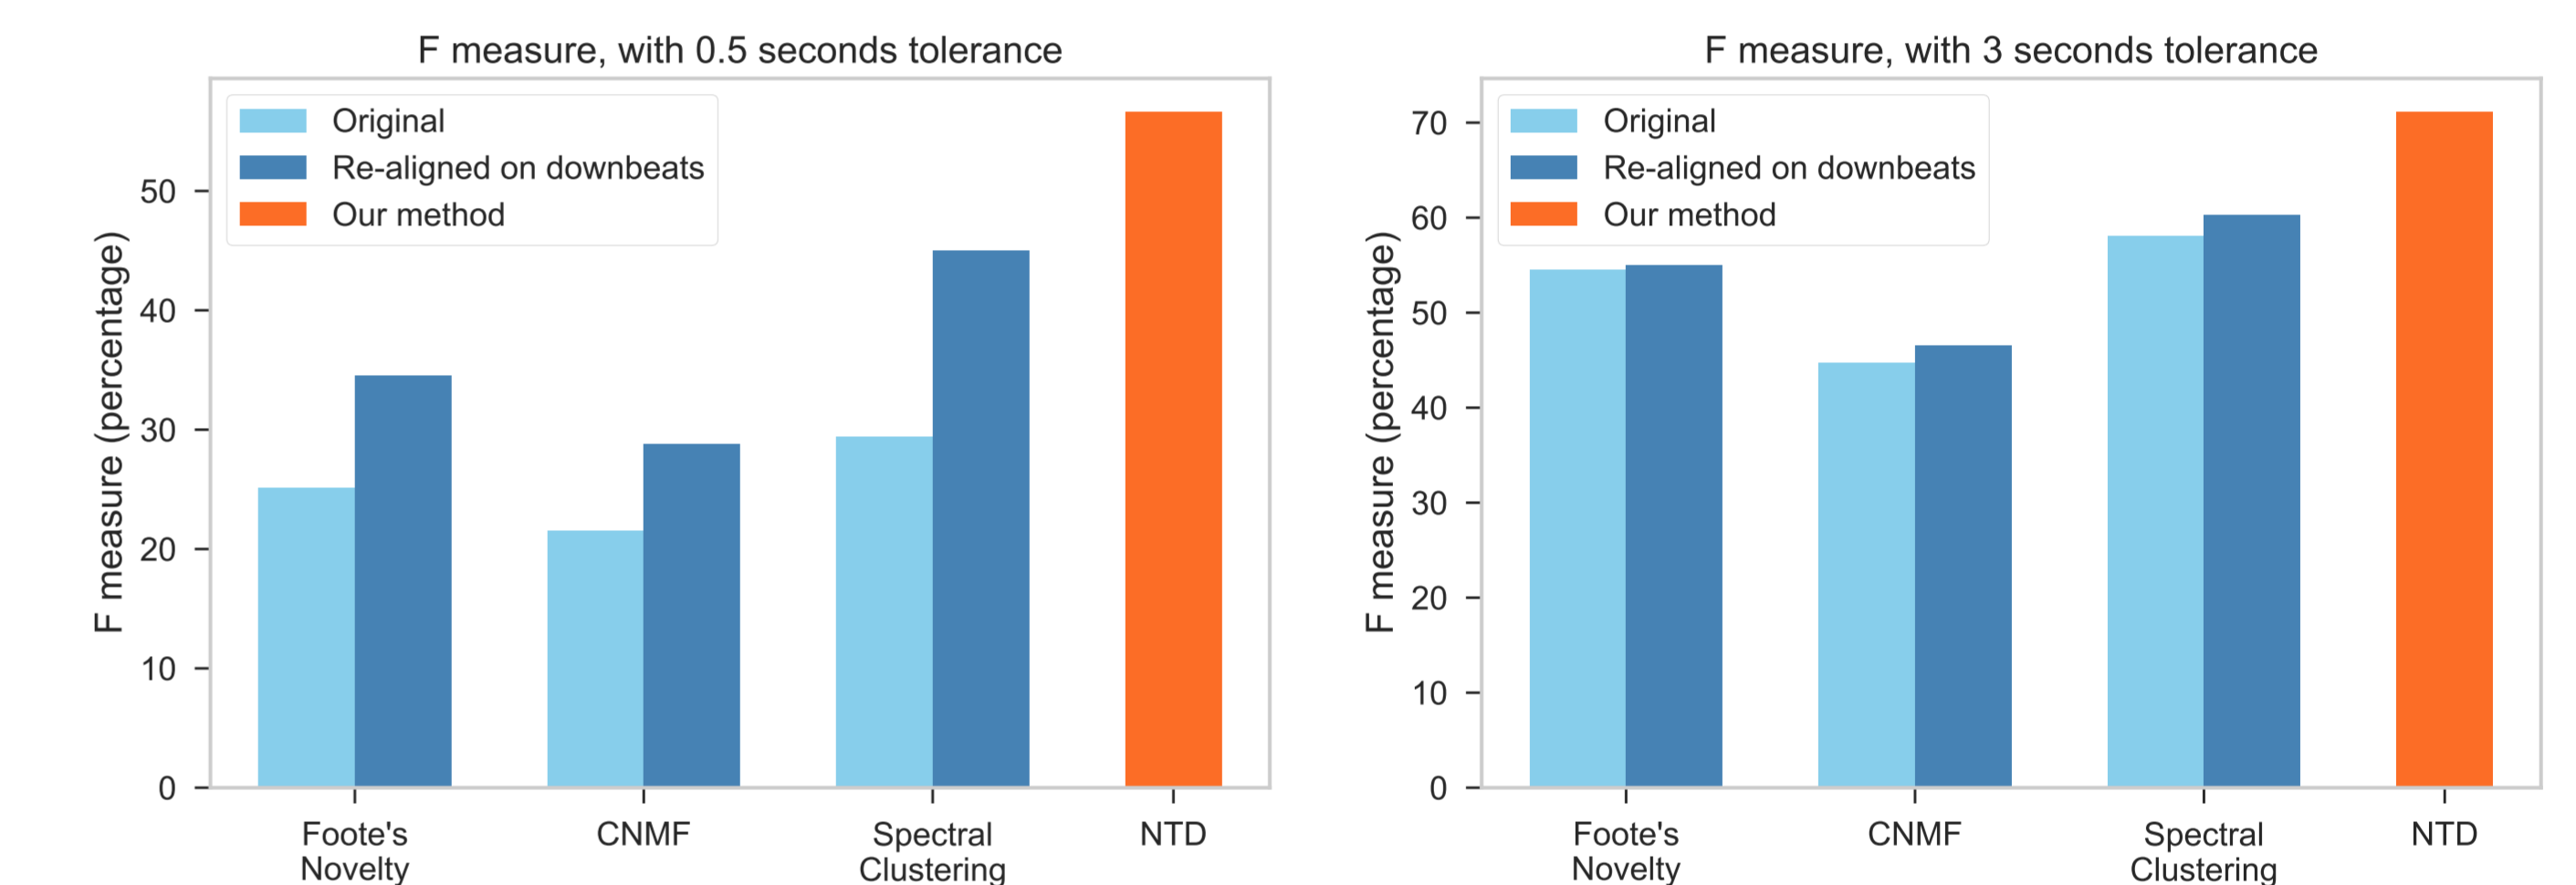 F measure, with 0.5 seconds tolerance
Original
Re-aligned on downbeats
Our method
F measure (percentage)
50
40
30
20
10
0
Foote's
Novelty
CNMF
Spectral
Clustering
NTD
F measure, with 3 seconds tolerance
Original
Re-aligned on downbeats
Our method
F measure (percentage)
70
60
50
40
30
20
10
0
Foote's
Novelty
CNMF
Spectral
Clustering
NTD